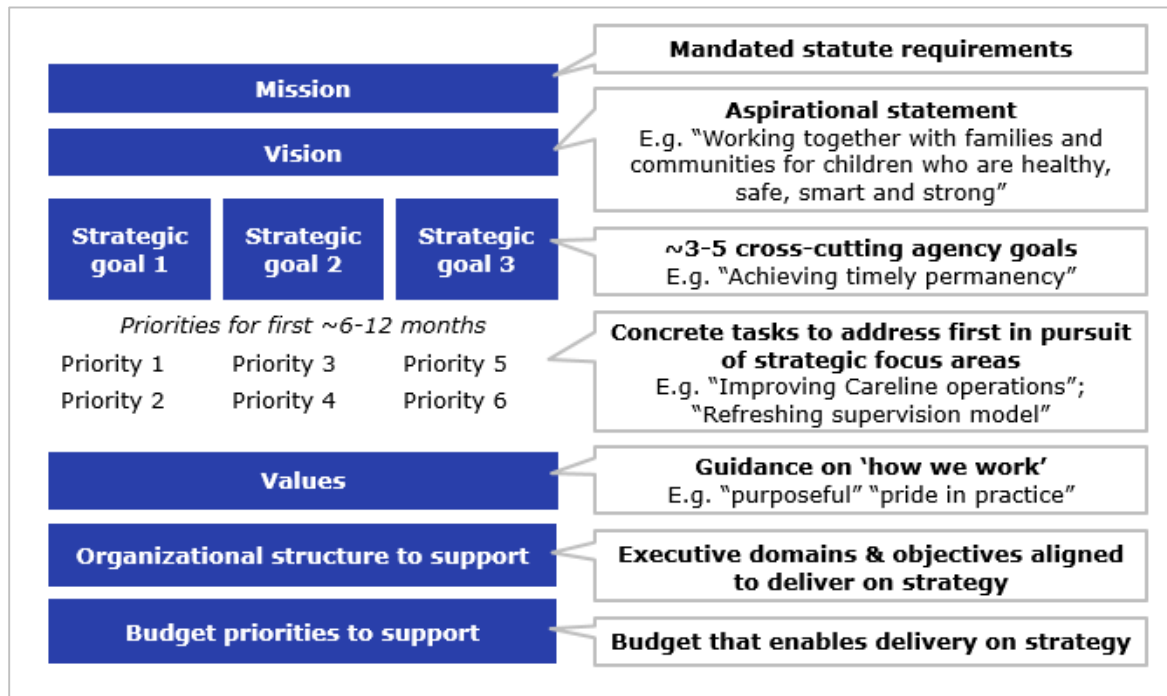 Mission
Mandated statute requirements
Vision
Aspirational statement
E.g. “Working together with families and
communities for children who are healthy,
safe, smart and strong”
Strategic
goal 1
Strategic
goal 2
Strategic
goal 3
~3-5 cross-cutting agency goals
E.g. “Achieving timely permanency”
Priorities for first ~6-12 months
Priority 1
Priority 3
Priority 5
Priority 2
Priority 4
Priority 6
Concrete tasks to address first in pursuit
of strategic focus areas
E.g. “Improving Careline operations”;
“Refreshing supervision model”
Values
Guidance on ‘how we work’
E.g. “purposeful” “pride in practice”
Organizational structure to support
Executive domains & objectives aligned
to deliver on strategy
Budget priorities to support
Budget that enables delivery on strategy